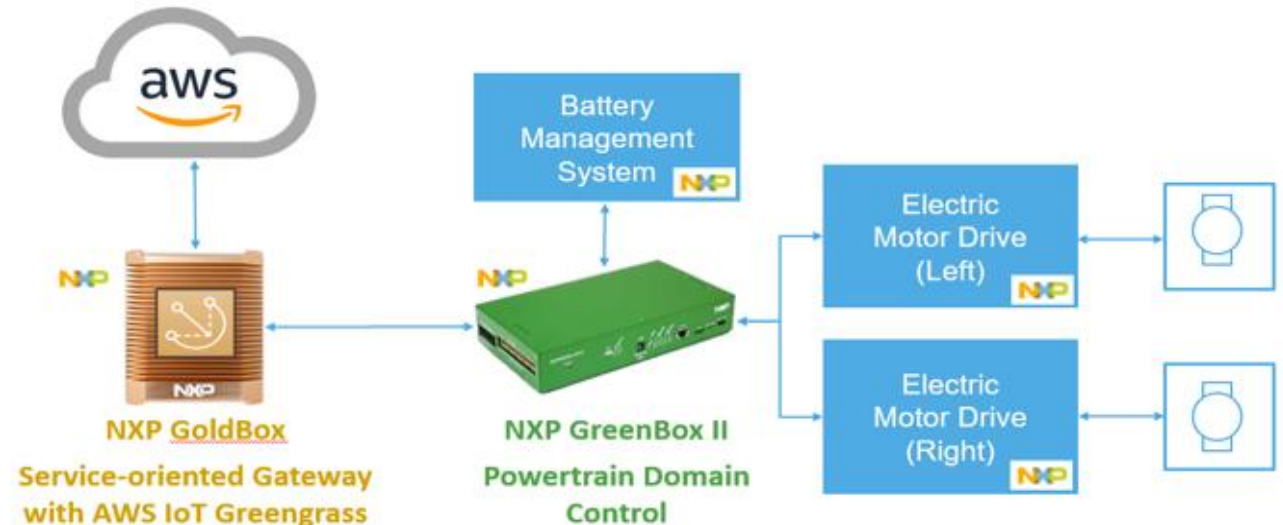 aws
Battery
Management
System
NXP
Electric
Motor Drive
(Left)
NXP
NXP
NXP
NXP
NXP
NXP GoldBox
Service-oriented Gateway
with AWS IoT Greengrass
NXP GreenBox II
Powertrain Domain
Control
Electric
Motor Drive
(Right)
NXP